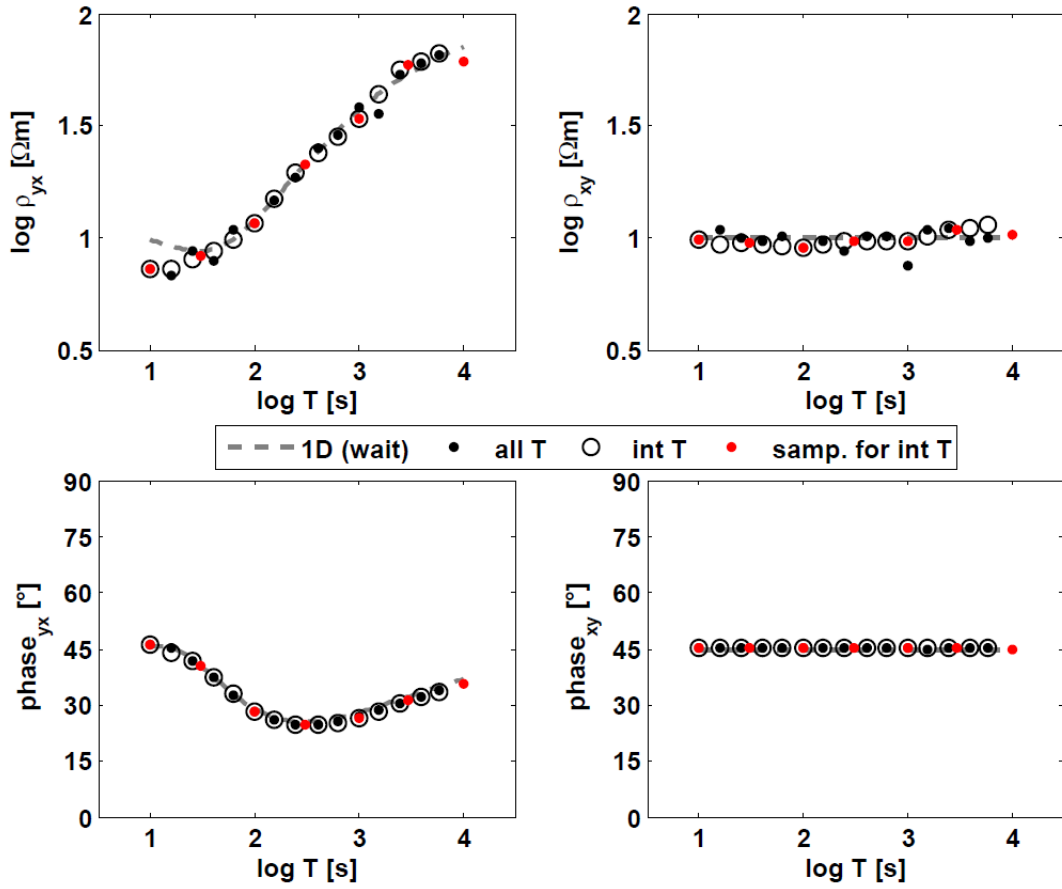 2
1.5
1
0.5
log ρyx [Ωm]
1 2 3 4
log T [s]
2
1.5
1
0.5
log ρxy [Ωm]
1 2 3 4
log T [s]
1D (wait) all T int T samp. for int T
90
75
60
45
30
15
0
phaseyx [°]
1 2 3 4
log T [s]
90
75
60
45
30
15
0
phasexy [°]
1 2 3 4
log T [s]